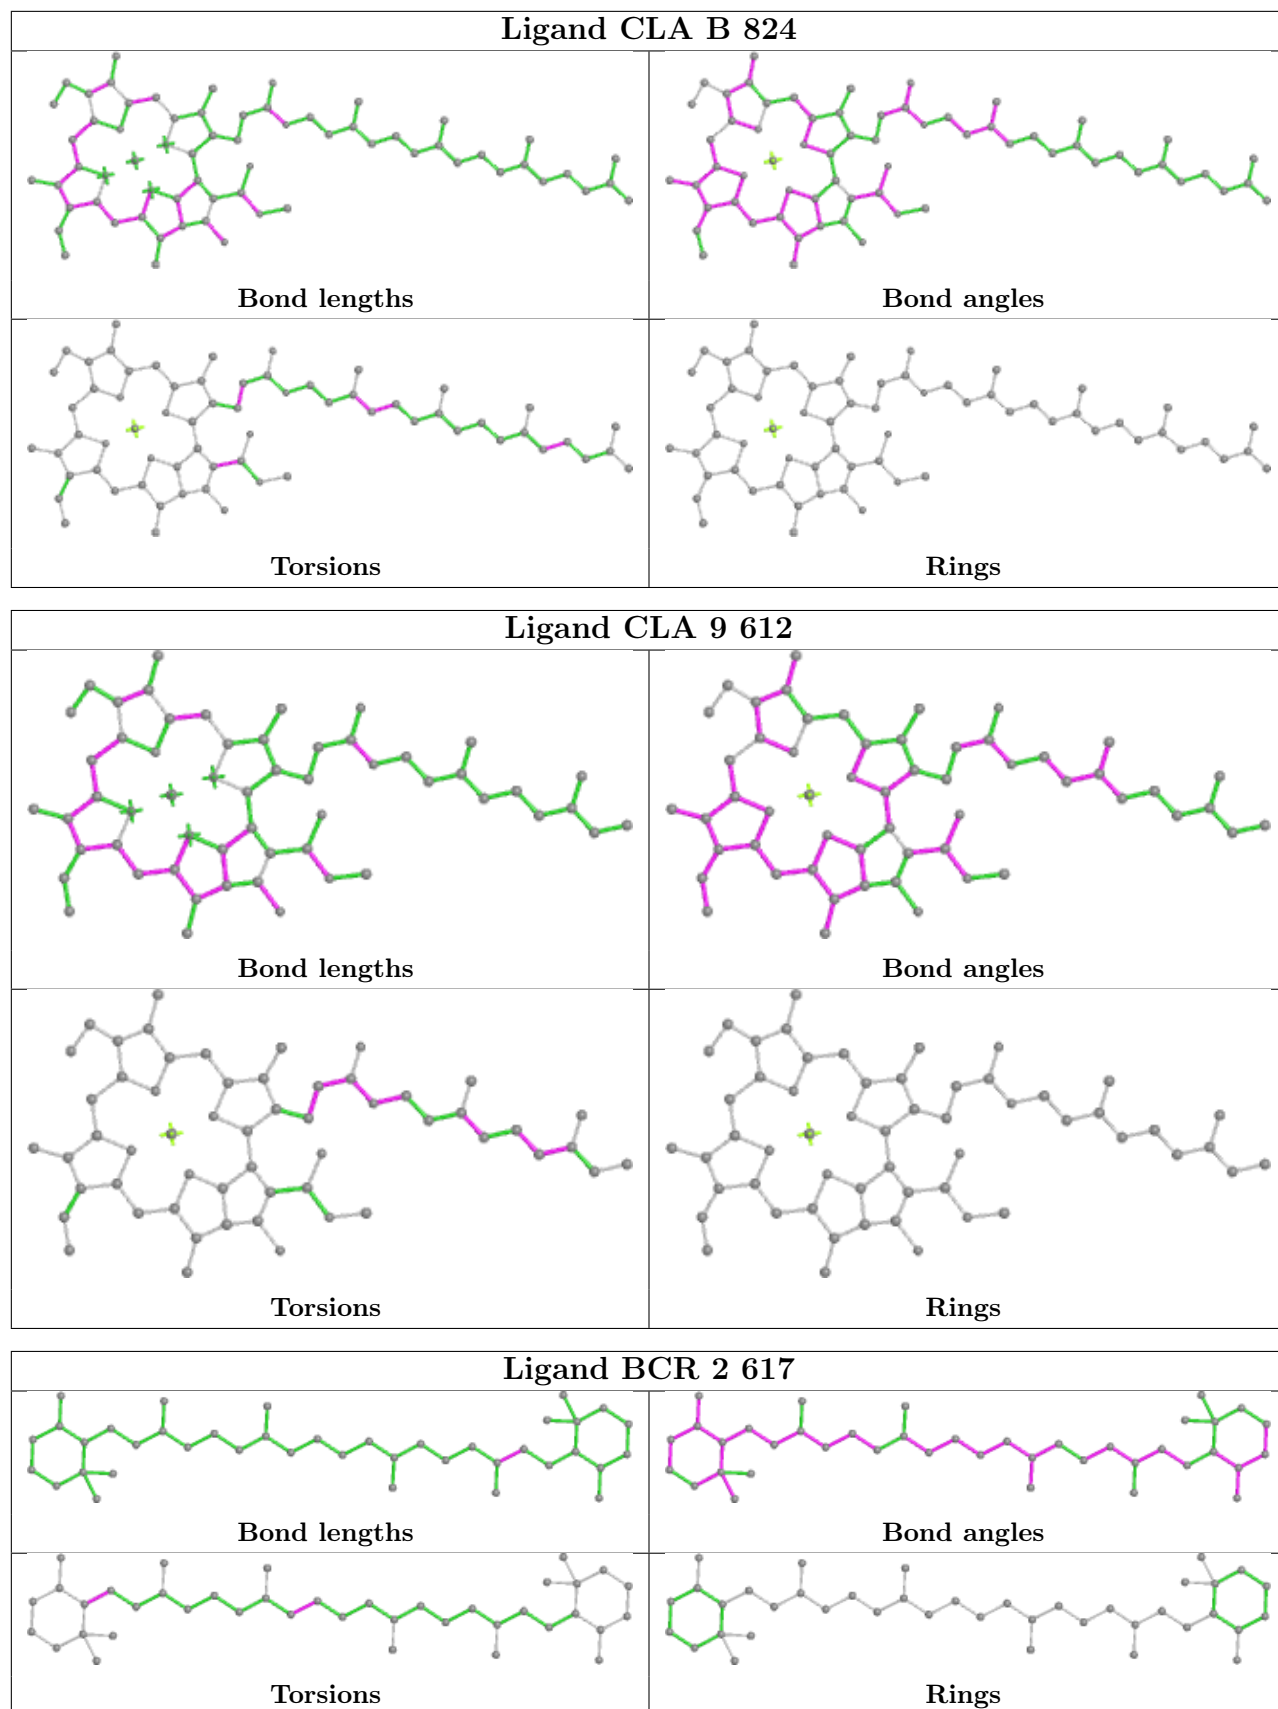 Ligand CLA B 824
Bond lengths
Bond angles
Torsions
Rings
Ligand CLA 9 612
Bond lengths
Bond angles
Torsions
Rings
Ligand BCR 2 617
Bond lengths
Bond angles
Torsions
Rings